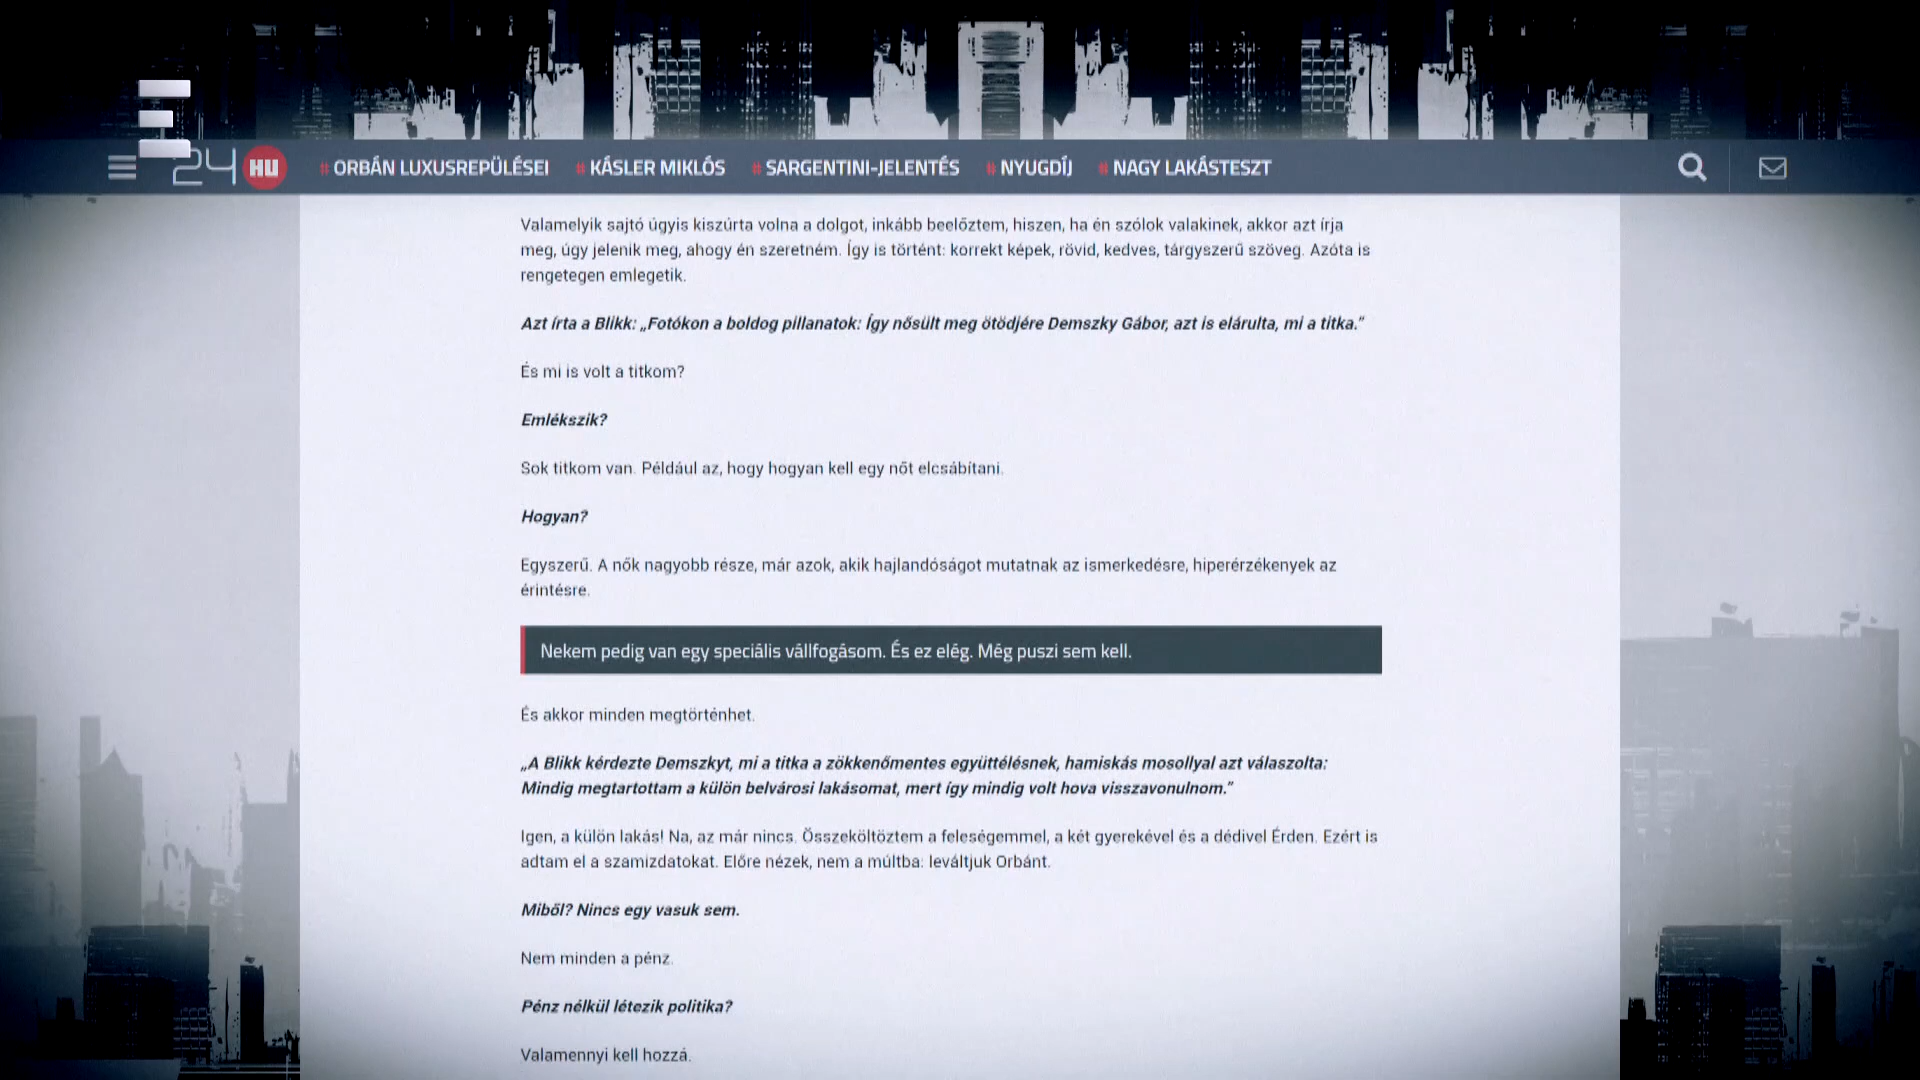 24 HU
# ORBÁN LUXUSREPÜLÉSEI # KÁSLER MIKLÓS # SARGENTINI-JELENTÉS # NYUGDÍJ # NAGY LAKÁSTESZT
Valamelyik sajtó úgyis kiszúrta volna a dolgot, inkább beelőztem, hiszen, ha én szólok valakinek, akkor azt írja
meg, úgy jelenik meg, ahogy én szeretném. Így is történt: korrekt képek, rövid, kedves, tárgyszerű szöveg. Azóta is
rengetegen emlegetik.
Azt írta a Blikk: „Fotókon a boldog pillanatok: Így nősült meg ötödjére Demszky Gábor, azt is elárulta, mi a titka.”
És mi is volt a titkom?
Emlékszik?
Sok titkom van. Például az, hogy hogyan kell egy nőt elcsábítani.
Hogyan?
Egyszerű. A nők nagyobb része, már azok, akik hajlandóságot mutatnak az ismerkedésre, hiperérzékenyek az
érintésre.
Nekem pedig van egy speciális vállfogásom. És ez elég. Még puszi sem kell.
És akkor minden megtörténhet.
„A Blikk kérdezte Demszkyt, mi a titka a zökkenőmentes együttélésnek, hamiskás mosollyal azt válaszolta:
Mindig megtartottam a külön belvárosi lakásomat, mert így mindig volt hova visszavonulnom.”
Igen, a külön lakás! Na, az már nincs. Összeköltöztem a feleségemmel, a két gyerekével és a dédivel Érden. Ezért is
adtam el a szamizdatokat. Előre nézek, nem a múltba: leváltjuk Orbánt.
Miből? Nincs egy vasuk sem.
Nem minden a pénz.
Pénz nélkül létezik politika?
Valamennyi kell hozzá.